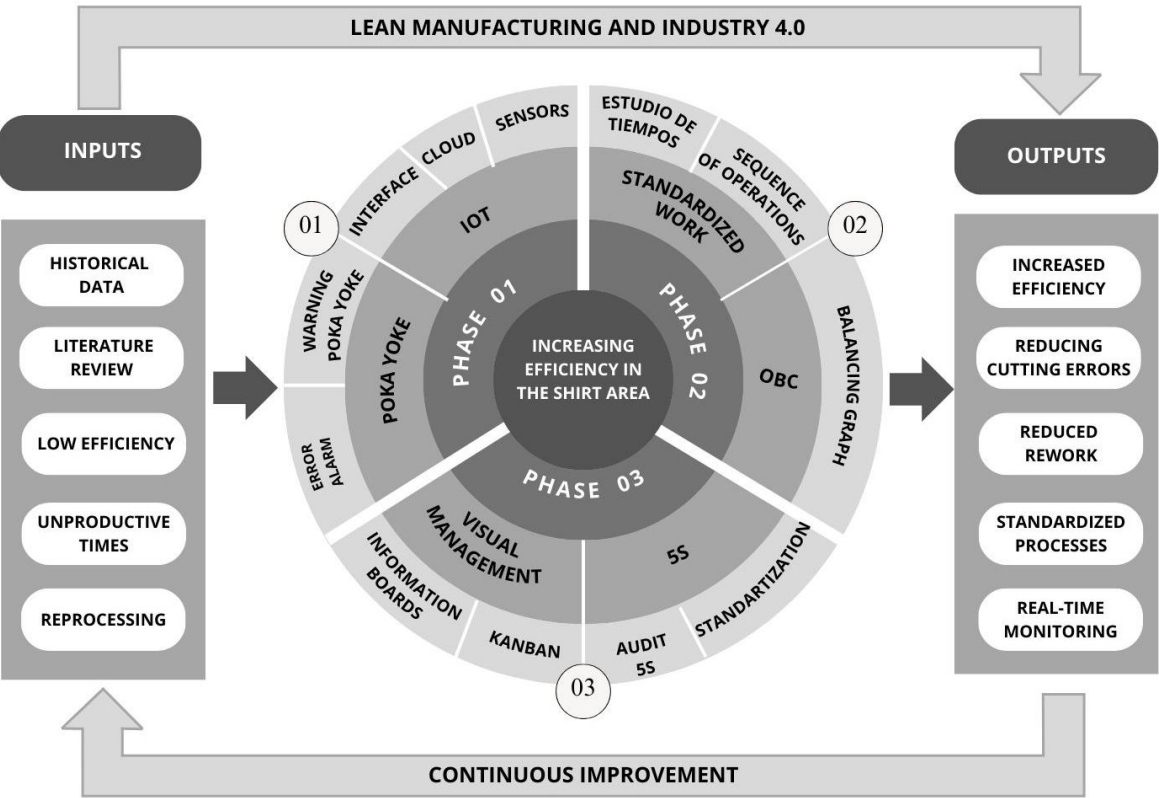 LEAN MANUFACTURING AND INDUSTRY 4.0
INPUTS
HISTORICAL
DATA
LITERATURE
REVIEW
LOW EFFICIENCY
UNPRODUCTIVE
TIMES
REPROCESSING
01
INTERFACE
CLOUD
SENSORS
IOT
WARNING
POKA YOKE
ERROR
ALARM
POKA YOKE
PHASE 01
02
ESTUDIO DE
TIEMPOS
SEQUENCE
OF OPERATIONS
STANDARDIZED
WORK
BALANCING GRAPH
OBC
PHASE 02
INCREASING
EFFICIENCY IN
THE SHIRT AREA
PHASE 03
VISUAL
MANAGEMENT
5S
INFORMATION
BOARDS
KANBAN
AUDIT
5S
STANDARTIZATION
03
OUTPUTS
INCREASED
EFFICIENCY
REDUCING
CUTTING ERRORS
REDUCED
REWORK
STANDARDIZED
PROCESSES
REAL-TIME
MONITORING
CONTINUOUS IMPROVEMENT